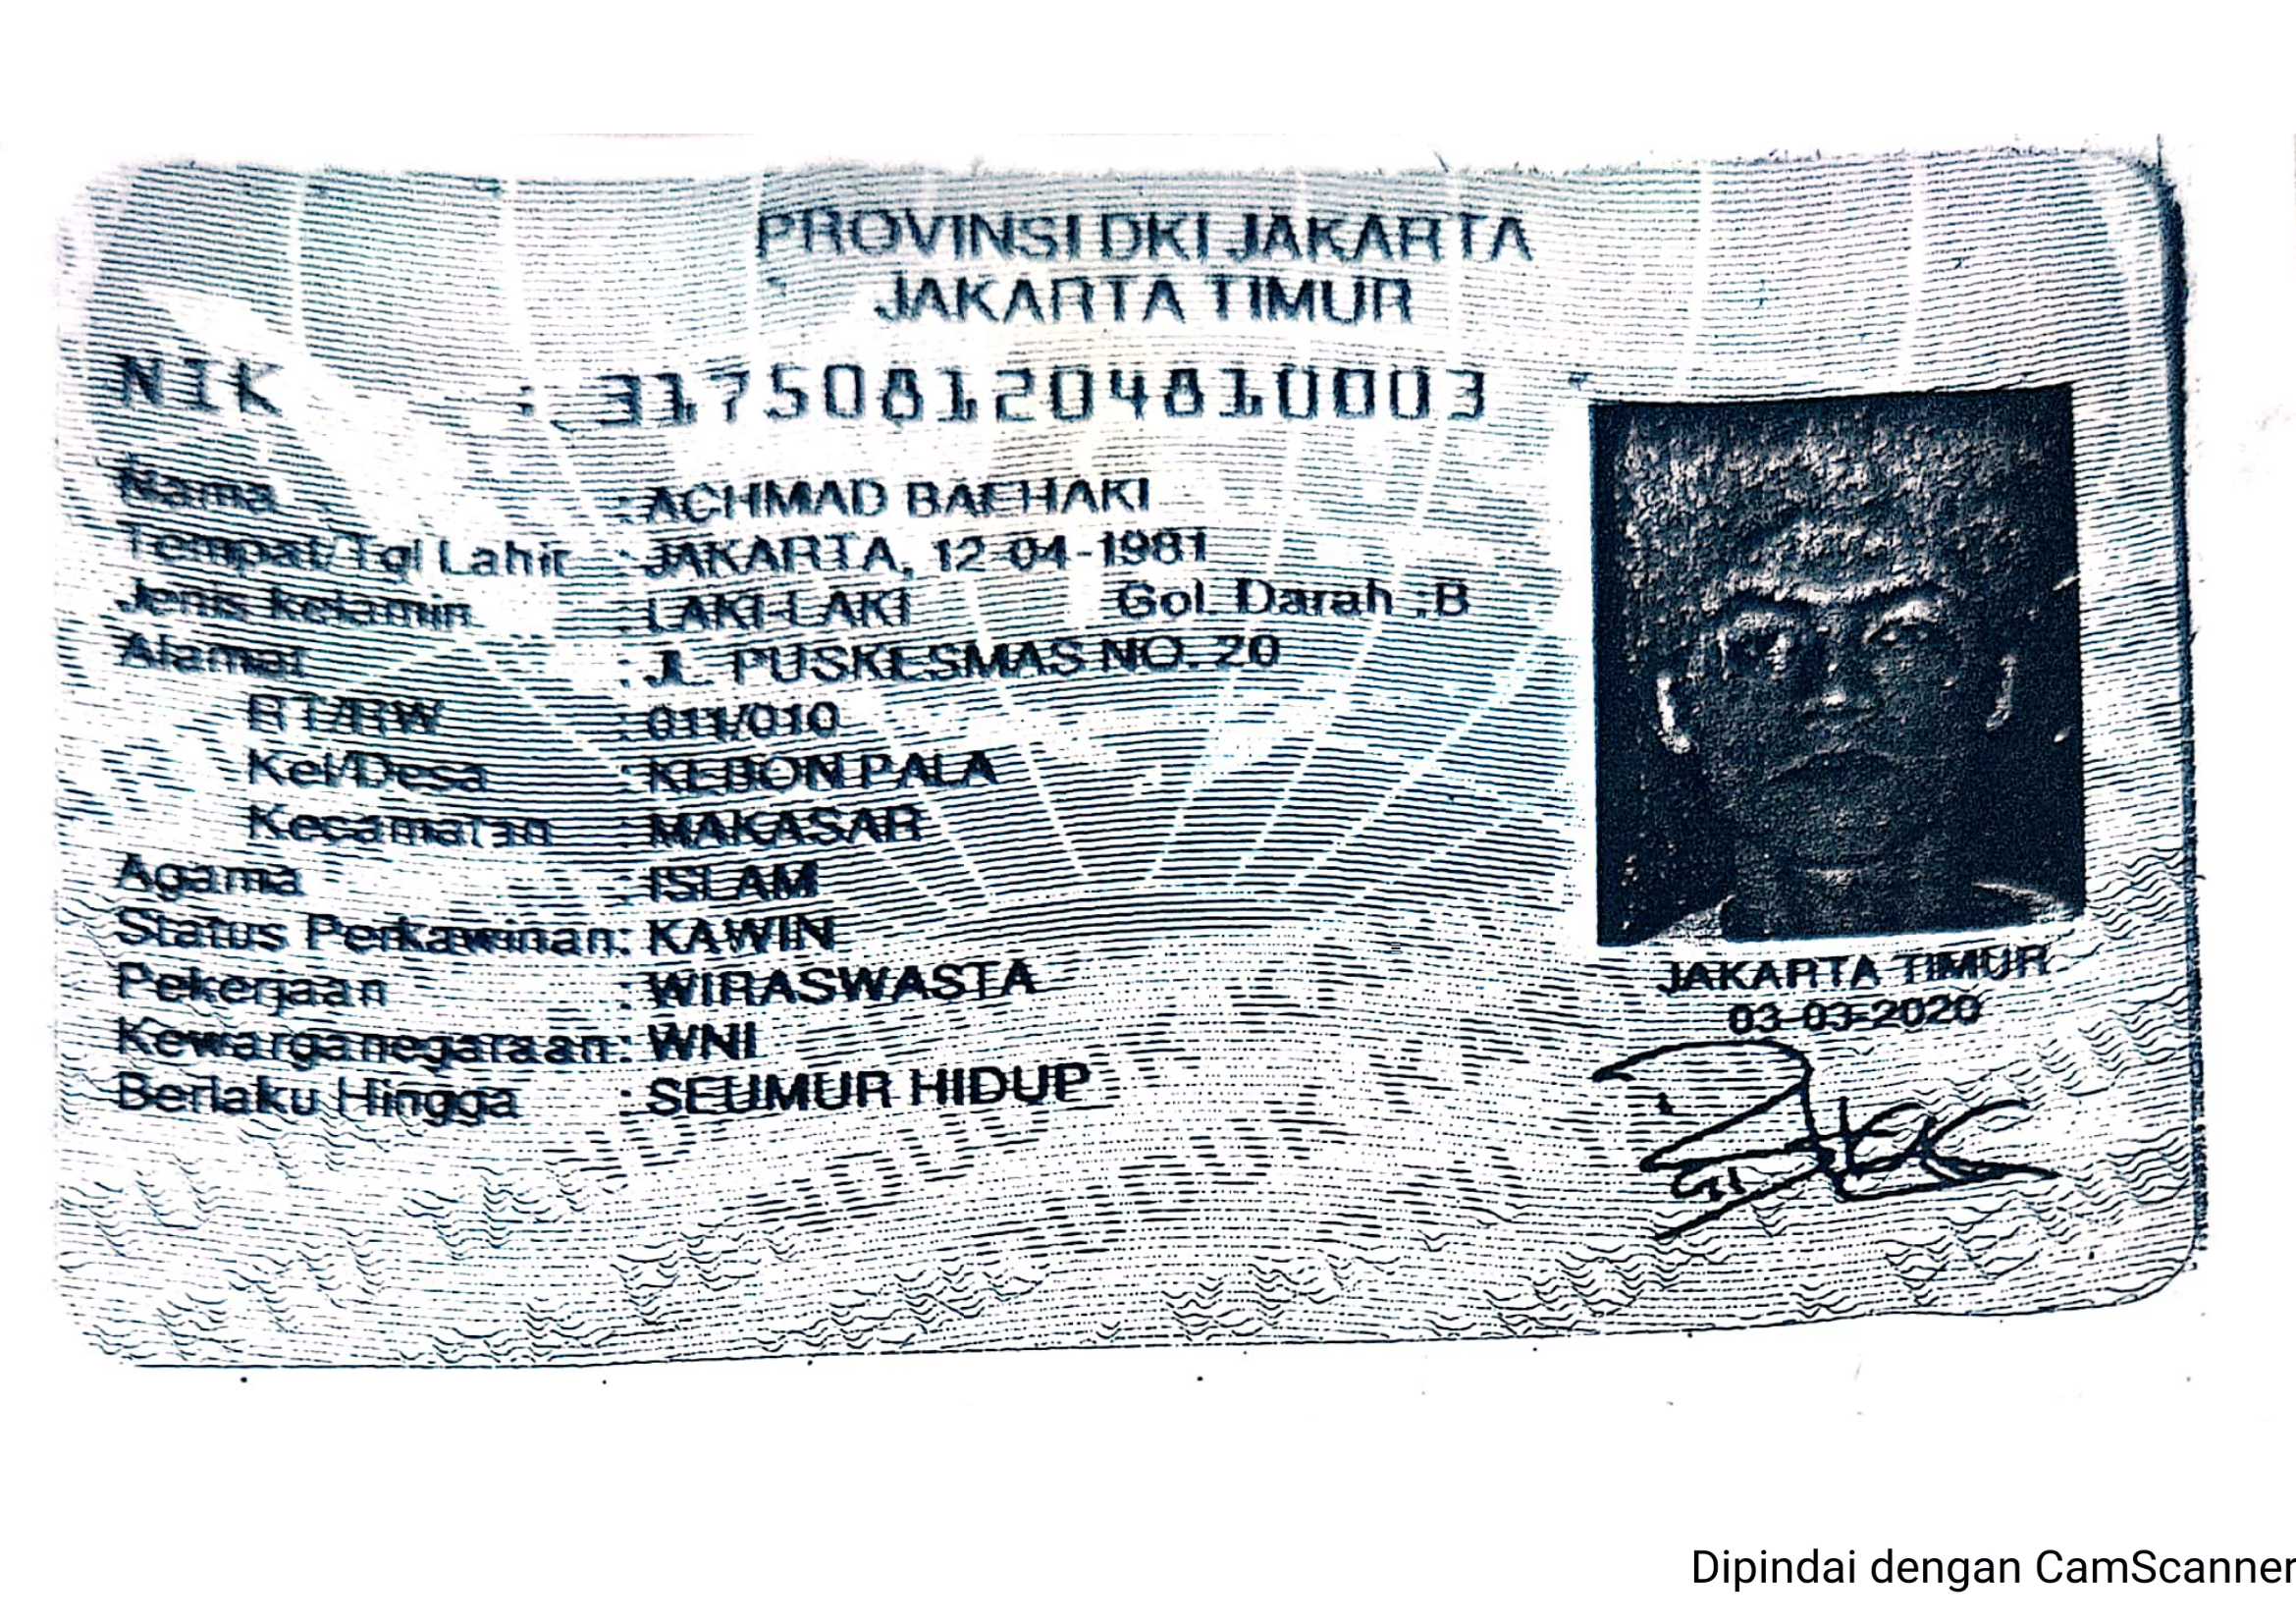 PROVINSI DKI JAKARTA
JAKARTA TIMUR
NIK : 3175081204810003
Nama : ACHMAD BAEHAKI
Tempat/Tgl Lahir : JAKARTA, 12-04-1981
Jenis kelamin : LAKI-LAKI Gol. Darah : B
Alamat : JL. PUSKESMAS NO. 20
RT/RW : 011/010
Kel/Desa : KEBON PALA
Kecamatan : MAKASAR
Agama : ISLAM
Status Perkawinan: KAWIN
Pekerjaan : WIRASWASTA
Kewarganegaraan: WNI
Berlaku Hingga : SEUMUR HIDUP
JAKARTA TIMUR
03-03-2020
Dipindai dengan CamScanner